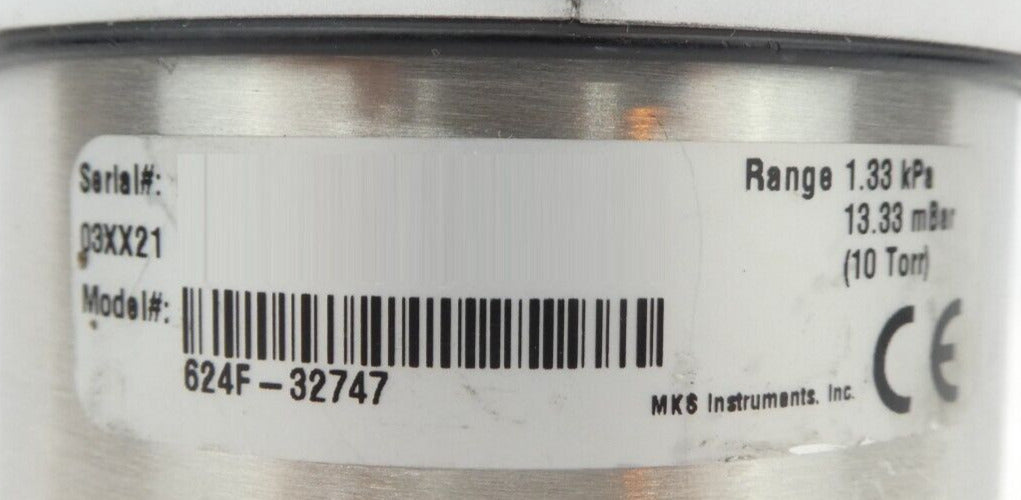 Serial#:
03XX21
Model#:
624F-32747
Range 1.33 kPa
13.33 mBar
(10 Torr)
MKS Instruments, Inc.
CE